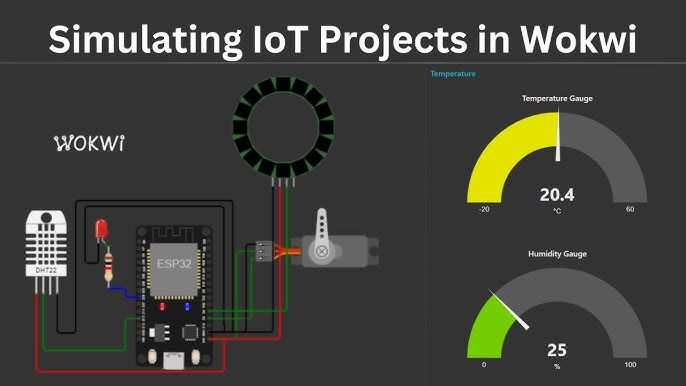 Simulating IoT Projects in Wokwi
WOKWi
DHT22
ESP32
Temperature
Temperature Gauge
20.4
-20
°C
60
Humidity Gauge
25
0
%
100